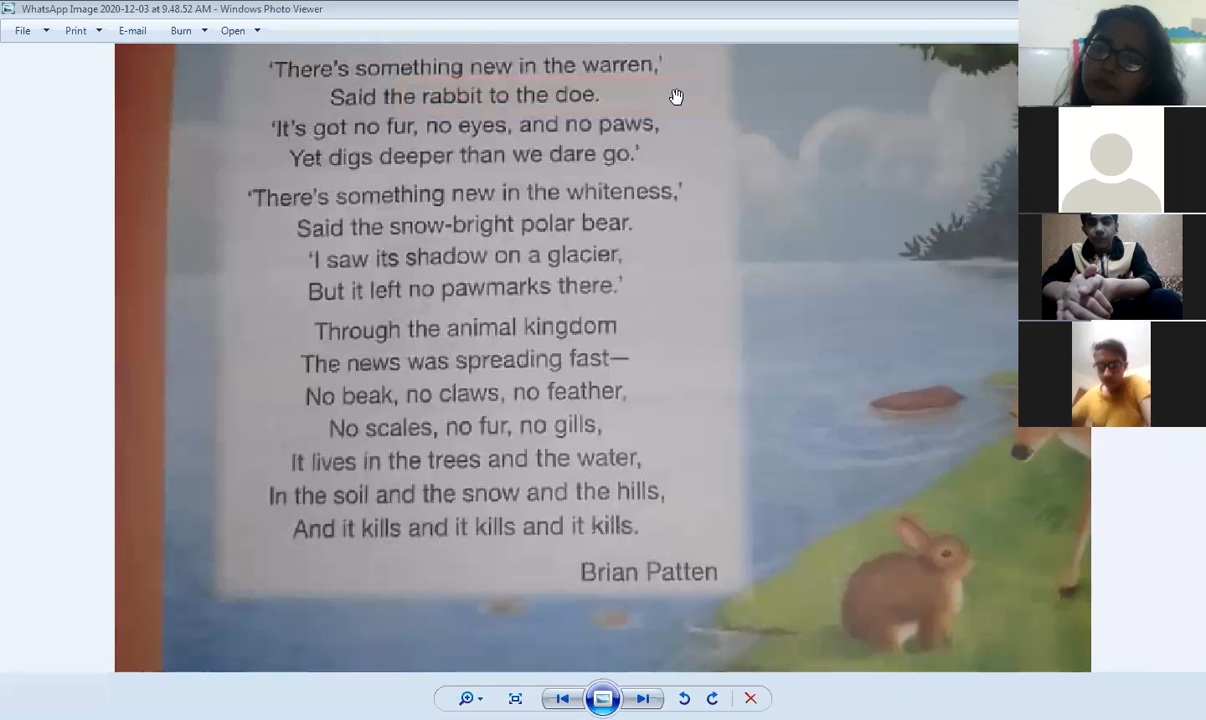 WhatsApp Image 2020-12-03 at 9.48.52 AM - Windows Photo Viewer
File Print E-mail Burn Open
‘There's something new in the warren,’
Said the rabbit to the doe.
‘It's got no fur, no eyes, and no paws,
Yet digs deeper than we dare go.’
‘There's something new in the whiteness,’
Said the snow-bright polar bear.
‘I saw its shadow on a glacier,
But it left no pawmarks there.’
Through the animal kingdom
The news was spreading fast—
No beak, no claws, no feather,
No scales, no fur, no gills,
It lives in the trees and the water,
In the soil and the snow and the hills,
And it kills and it kills and it kills.
Brian Patten